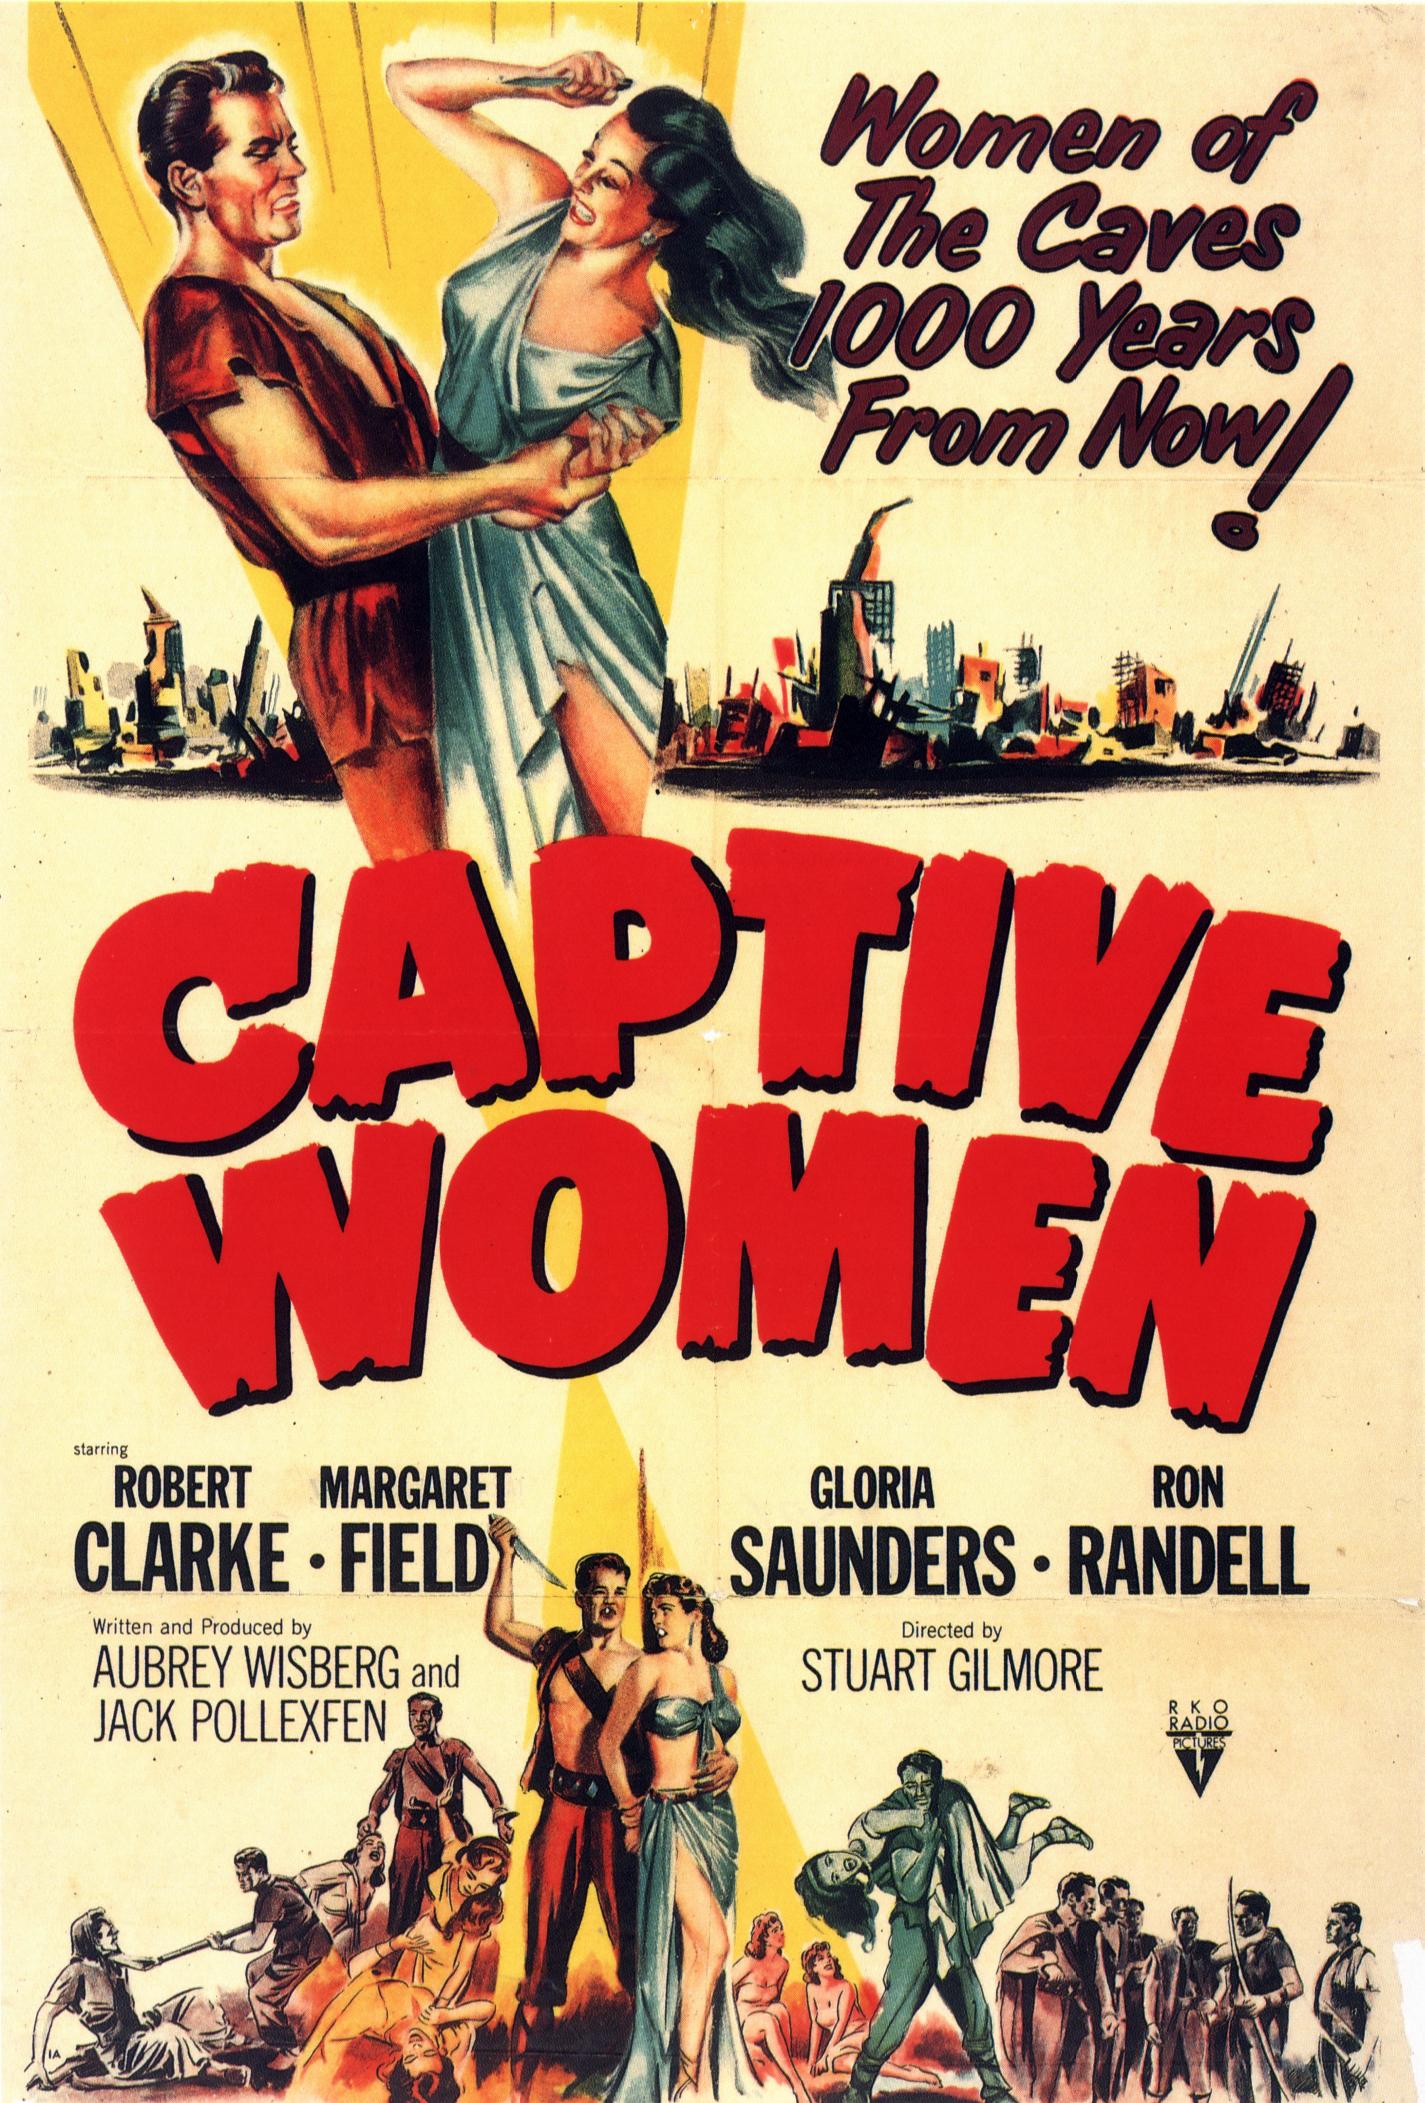 Women of
The Caves
1000 Years
From Now!
CAPTIVE
WOMEN
starring
ROBERT CLARKE • MARGARET FIELD
GLORIA SAUNDERS • RON RANDELL
Written and Produced by
AUBREY WISBERG and
JACK POLLEXFEN
Directed by
STUART GILMORE
RKO
RADIO
PICTURES
IA